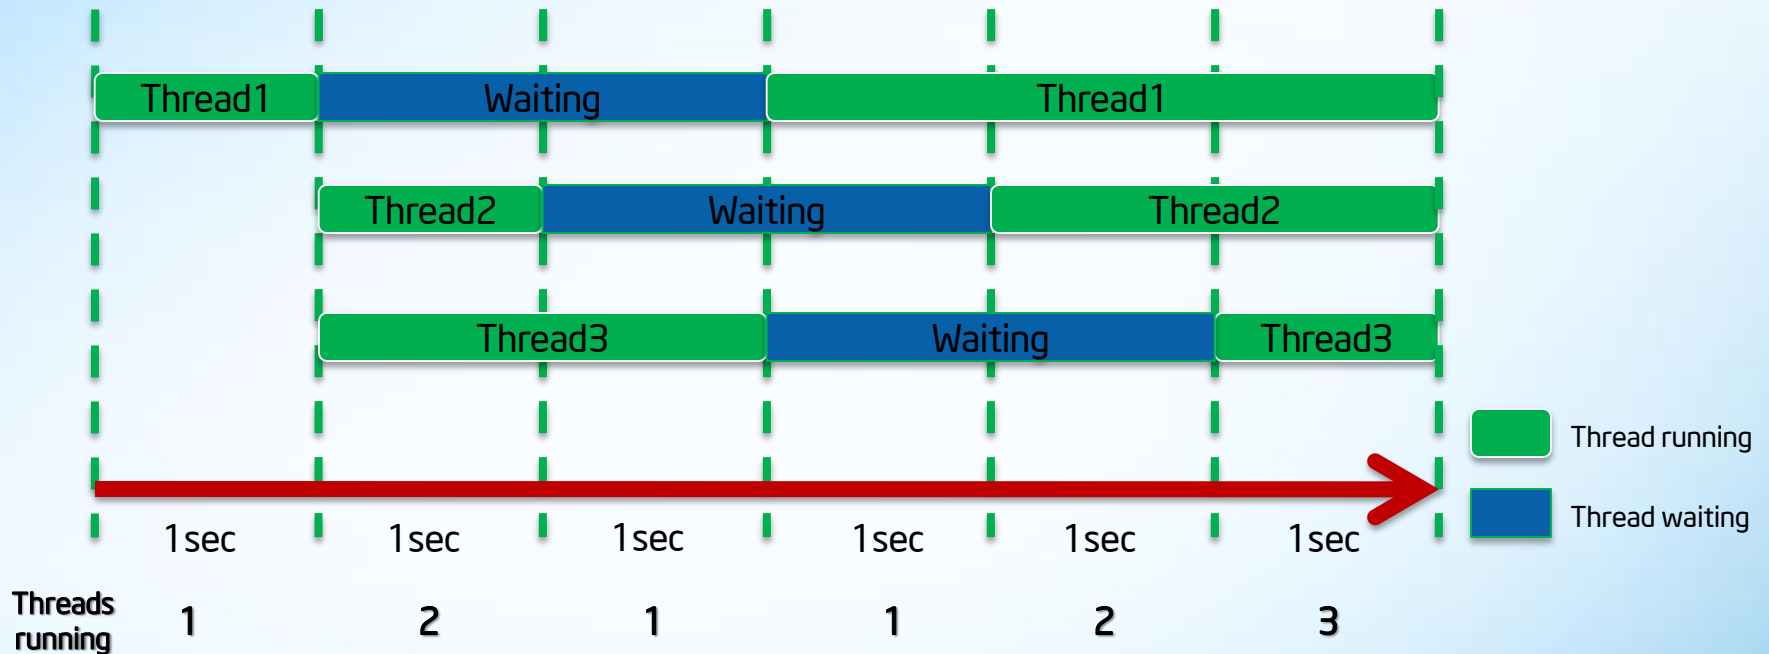 Thread1 Waiting Thread1
Thread2 Waiting Thread2
Thread3 Waiting Thread3
Thread running
Thread waiting
1sec 1sec 1sec 1sec 1sec 1sec
Threads
running
1 2 1 1 2 3